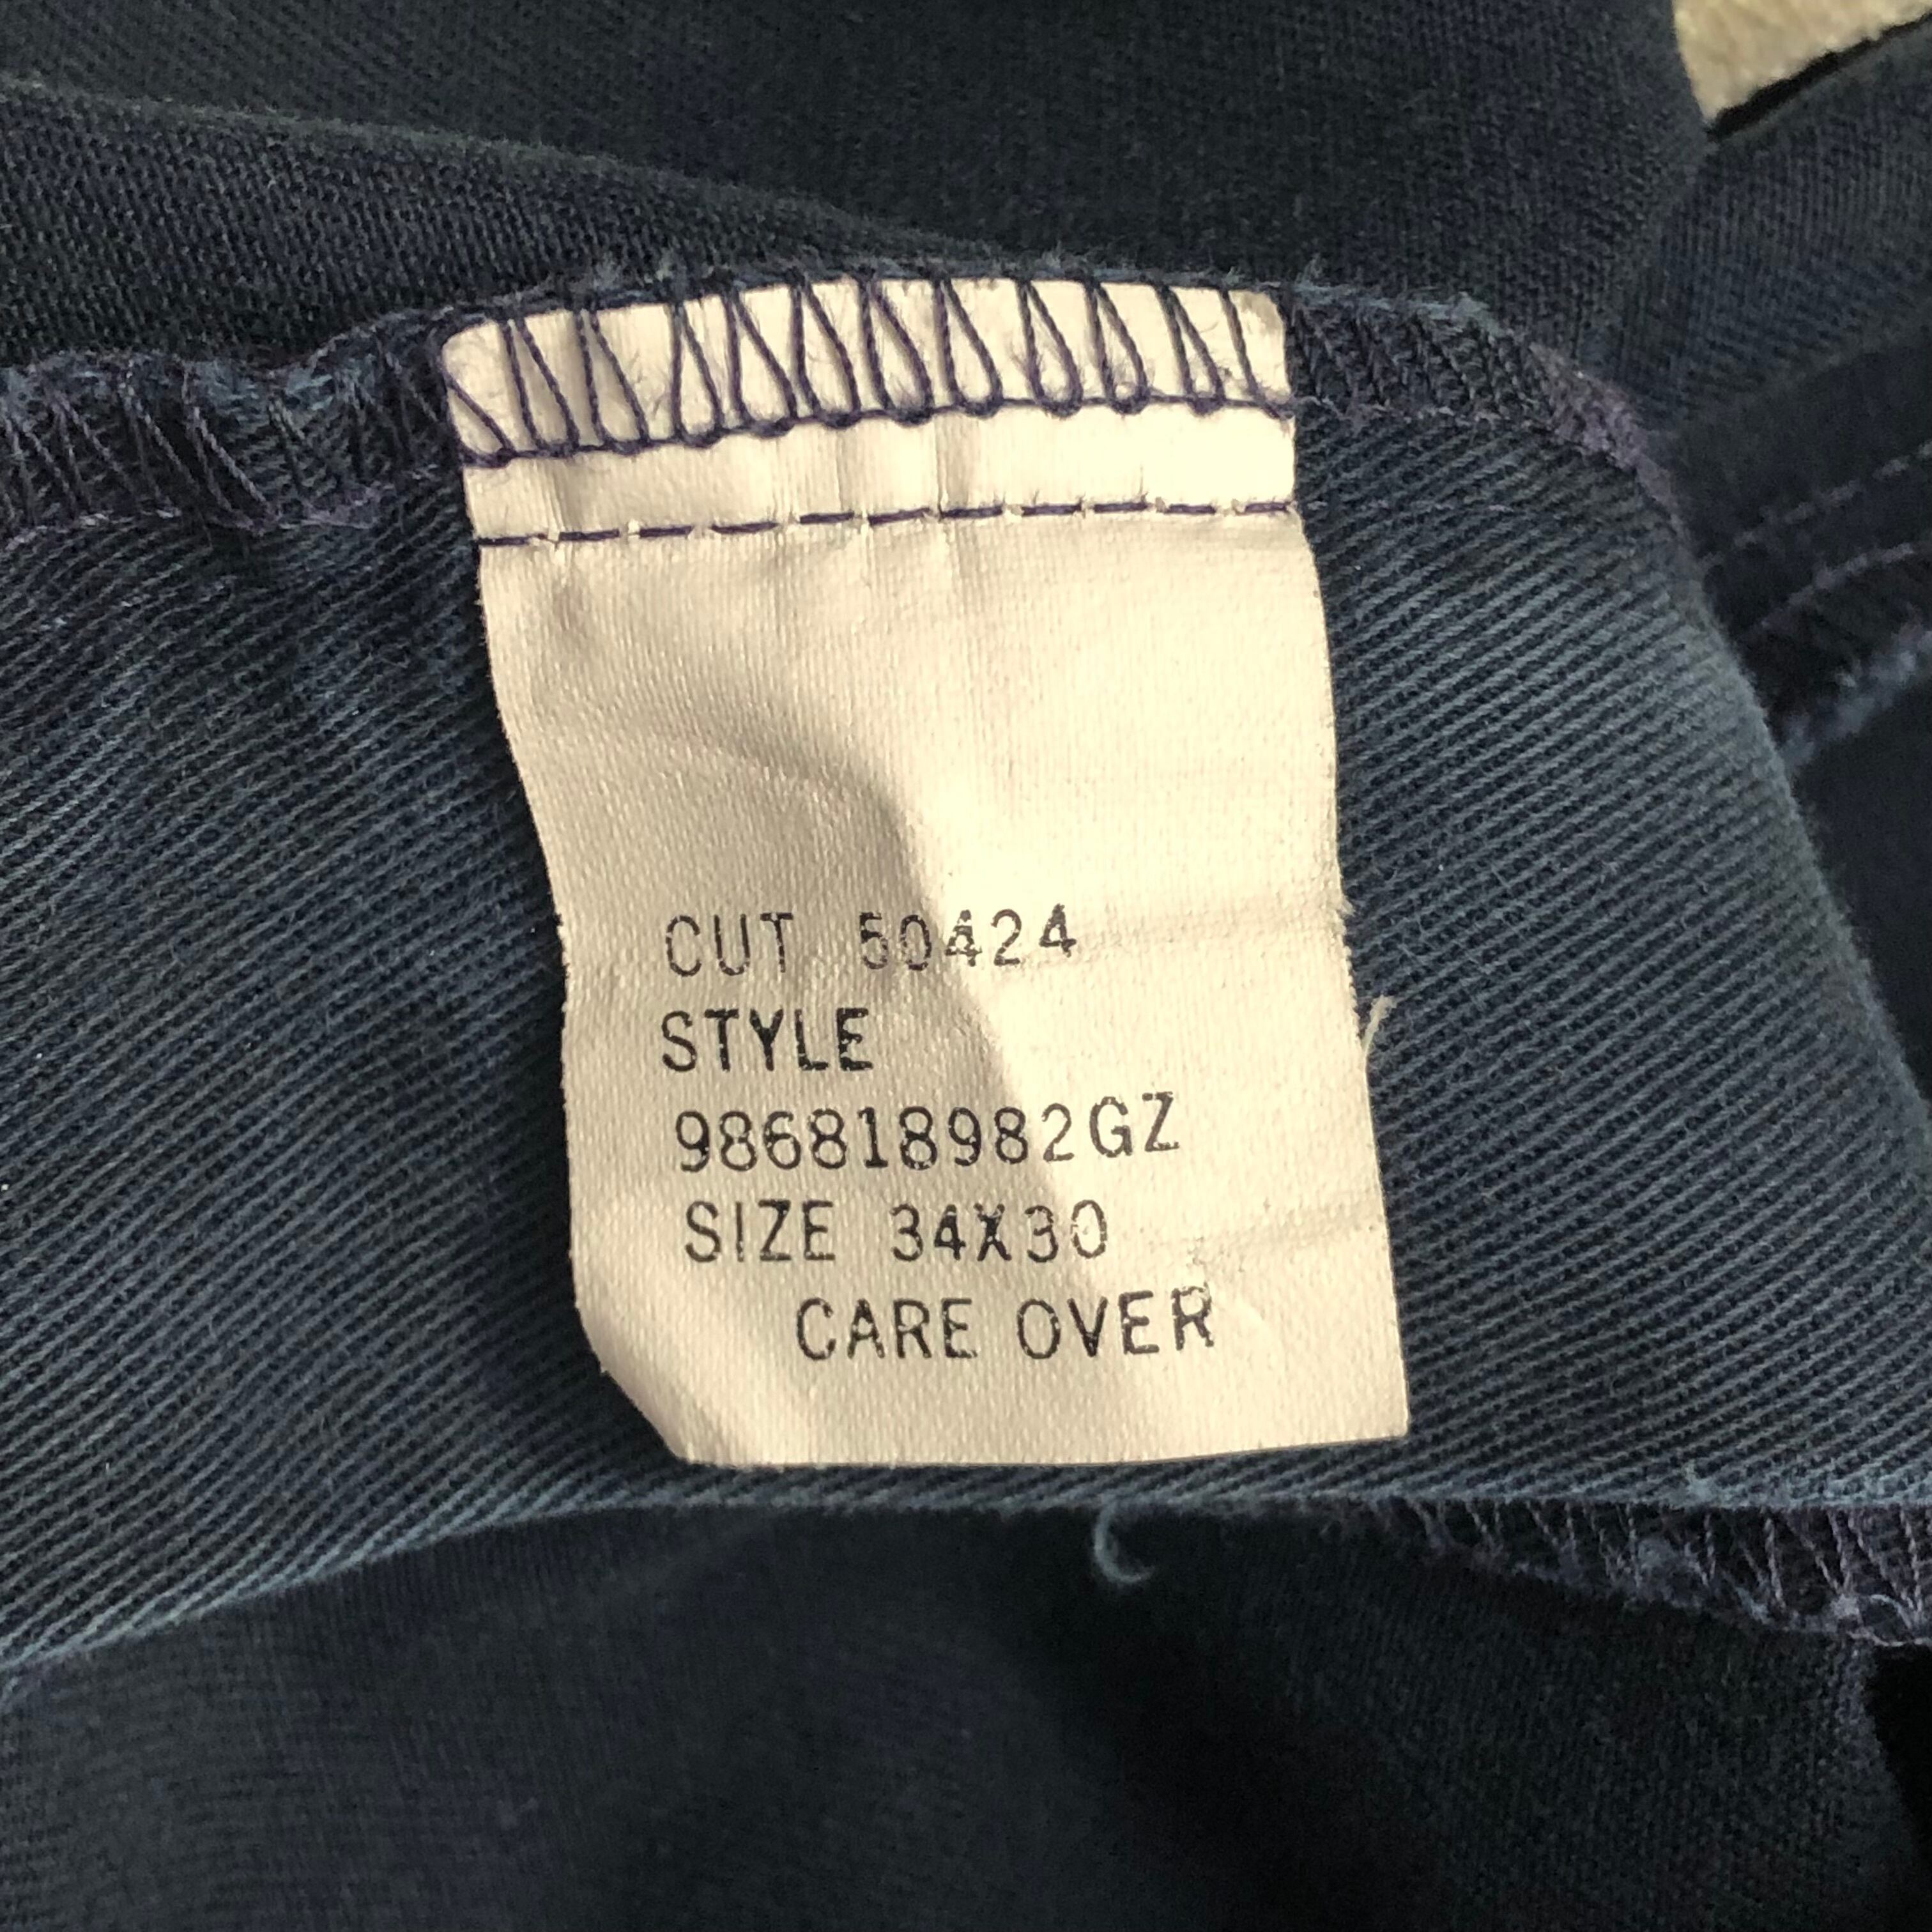 CUT 50424
STYLE
986818982GZ
SIZE 34X30
CARE OVER